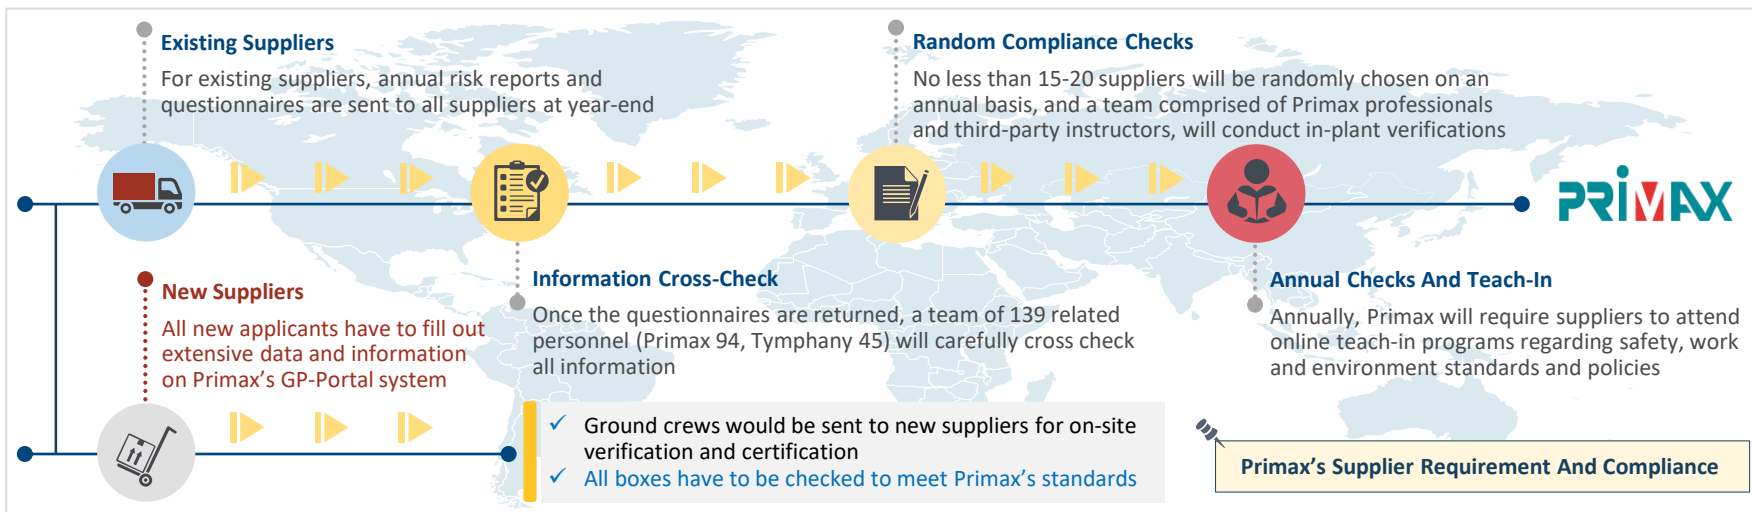 Existing Suppliers
For existing suppliers, annual risk reports and
questionnaires are sent to all suppliers at year-end
Random Compliance Checks
No less than 15-20 suppliers will be randomly chosen on an
annual basis, and a team comprised of Primax professionals
and third-party instructors, will conduct in-plant verifications
PRIMAX
New Suppliers
All new applicants have to fill out
extensive data and information
on Primax's GP-Portal system
Information Cross-Check
Once the questionnaires are returned, a team of 139 related
personnel (Primax 94, Tymphany 45) will carefully cross check
all information
Annual Checks And Teach-In
Annually, Primax will require suppliers to attend
online teach-in programs regarding safety, work
and environment standards and policies
✓ Ground crews would be sent to new suppliers for on-site
verification and certification
✓ All boxes have to be checked to meet Primax's standards
Primax's Supplier Requirement And Compliance